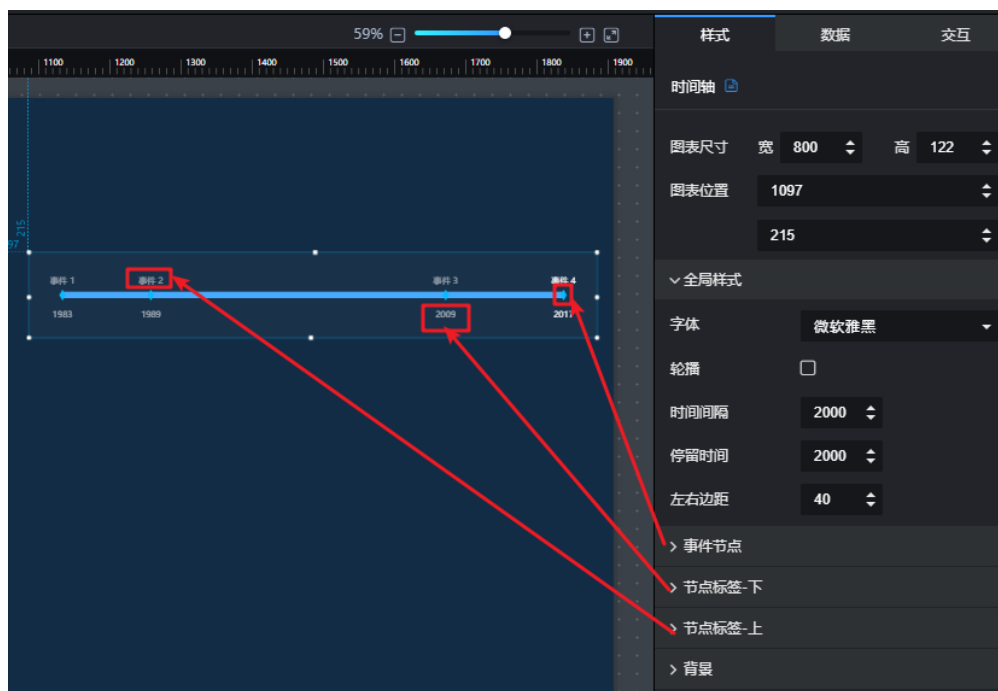 59%
样式 数据 交互
1100 1200 1300 1400 1500 1600 1700 1800 1900
时间轴
图表尺寸 宽 800 高 122
图表位置 1097
215
215
97
全局样式
事件 1 事件 2 事件 3 事件 4
1983 1989 2009 2017
字体 微软雅黑
轮播
时间间隔 2000
停留时间 2000
左右边距 40
事件节点
节点标签-下
节点标签-上
背景